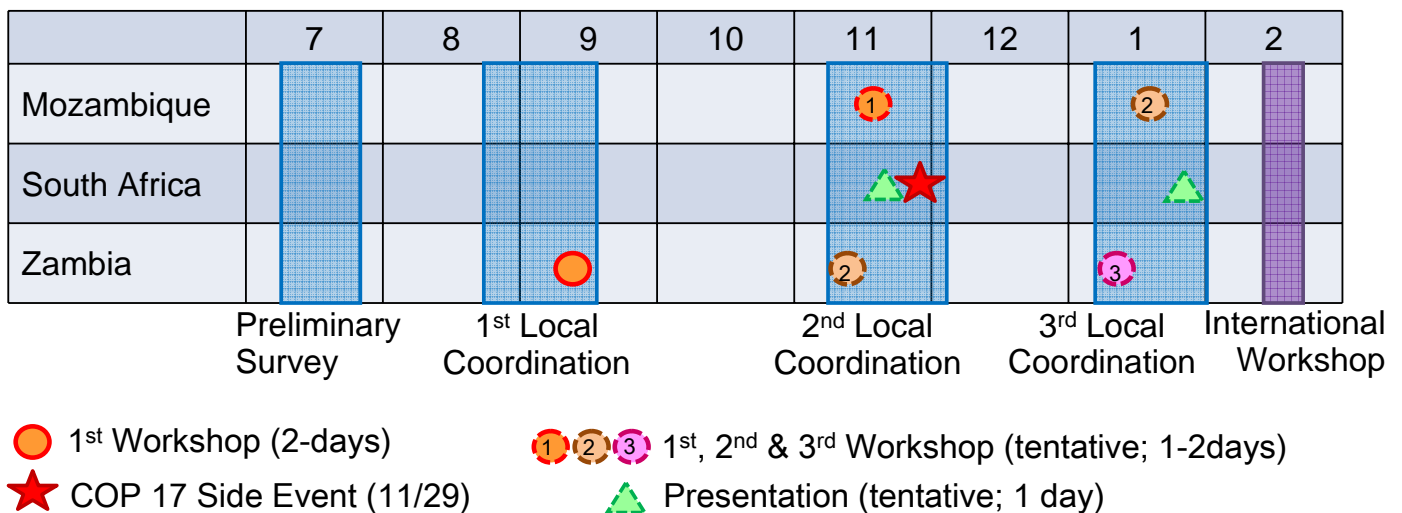 7 8 9 10 11 12 1 2
Mozambique 1 2
South Africa
Zambia 2 3
Preliminary Survey
1st Local Coordination
2nd Local Coordination
3rd Local Coordination
International Workshop
1st Workshop (2-days)
1 2 3 1st, 2nd & 3rd Workshop (tentative; 1-2days)
COP 17 Side Event (11/29)
Presentation (tentative; 1 day)